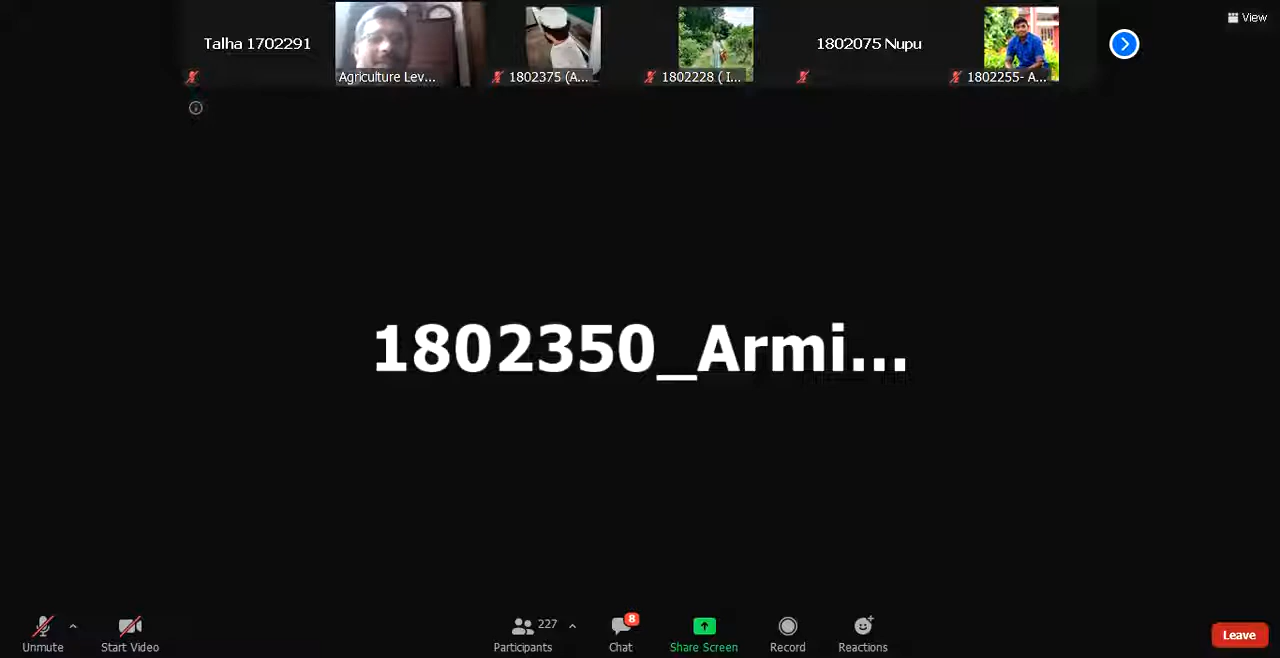 View
Talha 1702291
Agriculture Lev...
1802375 (A...
1802228 ( I...
1802075 Nupu
1802255- A...
1802350_Armi...
Unmute
Start Video
227
Participants
8
Chat
Share Screen
Record
Reactions
Leave